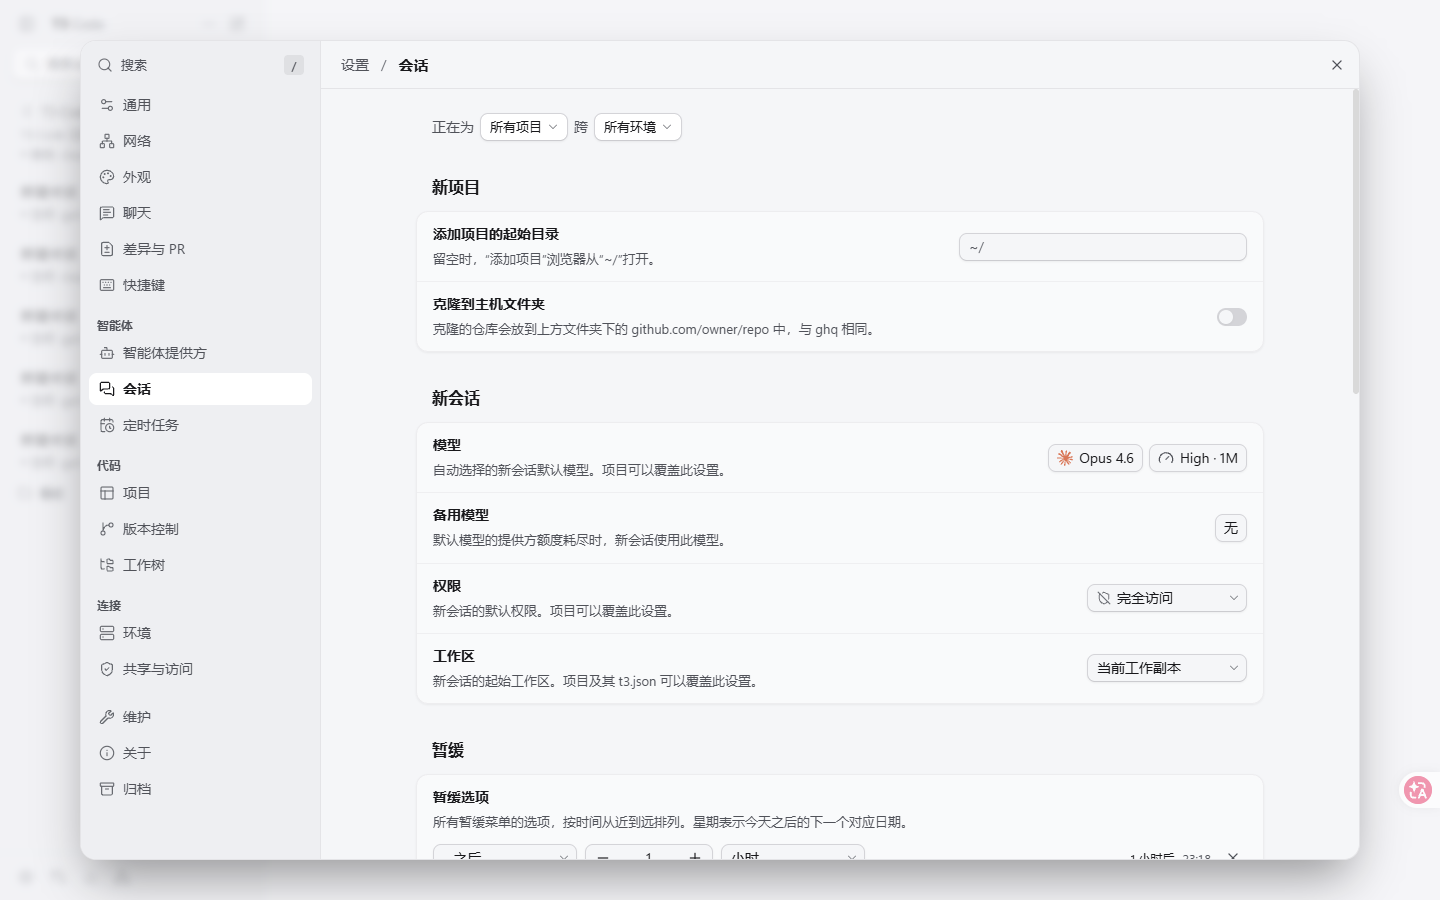 搜索
/
通用
网络
外观
聊天
差异与 PR
快捷键
智能体
智能体提供方
会话
定时任务
代码
项目
版本控制
工作树
连接
环境
共享与访问
维护
关于
归档
设置 / 会话
正在为 所有项目 跨 所有环境
新项目
添加项目的起始目录
留空时，“添加项目”浏览器从“~/”打开。
~/
克隆到主机文件夹
克隆的仓库会放到上方文件夹下的 github.com/owner/repo 中，与 ghq 相同。
新会话
模型
自动选择的新会话默认模型。项目可以覆盖此设置。
Opus 4.6
High · 1M
备用模型
默认模型的提供方额度耗尽时，新会话使用此模型。
无
权限
新会话的默认权限。项目可以覆盖此设置。
完全访问
工作区
新会话的起始工作区。项目及其 t3.json 可以覆盖此设置。
当前工作副本
暂缓
暂缓选项
所有暂缓菜单的选项，按时间从近到远排列。星期表示今天之后的下一个对应日期。
之后 1 小时 1 小时后 23:18